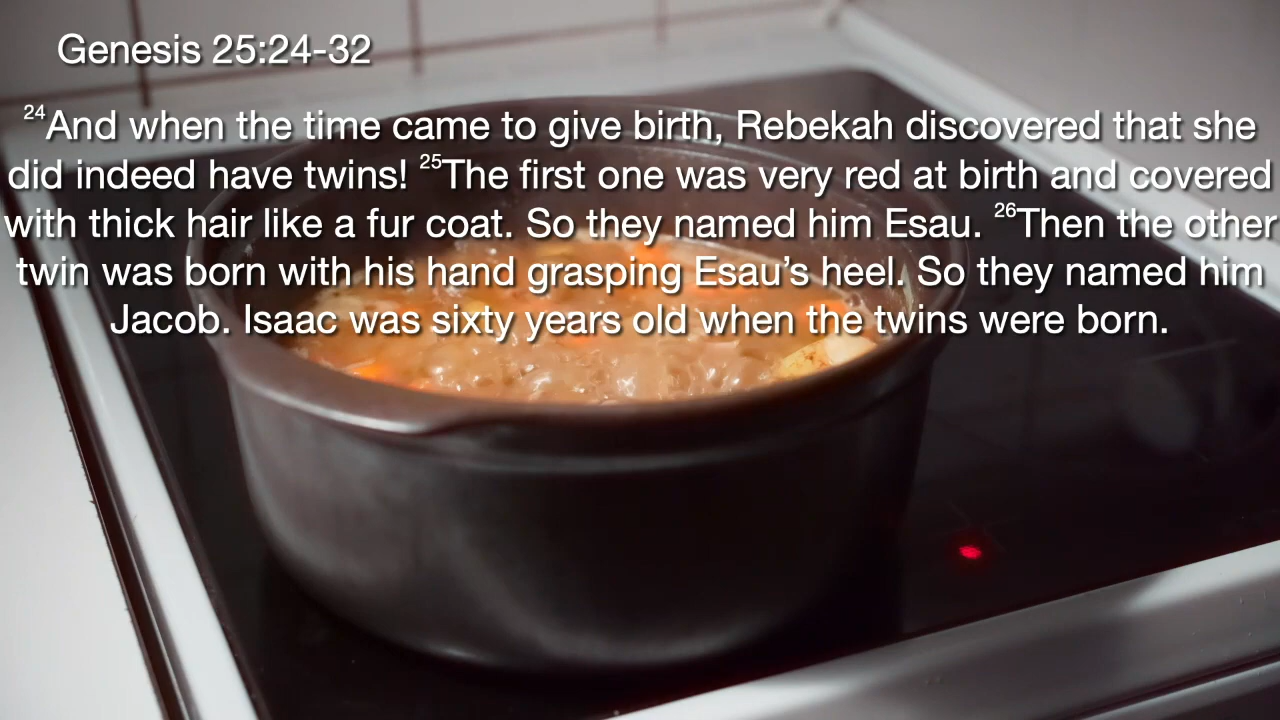 Genesis 25:24-32
24And when the time came to give birth, Rebekah discovered that she
did indeed have twins! 25The first one was very red at birth and covered
with thick hair like a fur coat. So they named him Esau. 26Then the other
twin was born with his hand grasping Esau’s heel. So they named him
Jacob. Isaac was sixty years old when the twins were born.